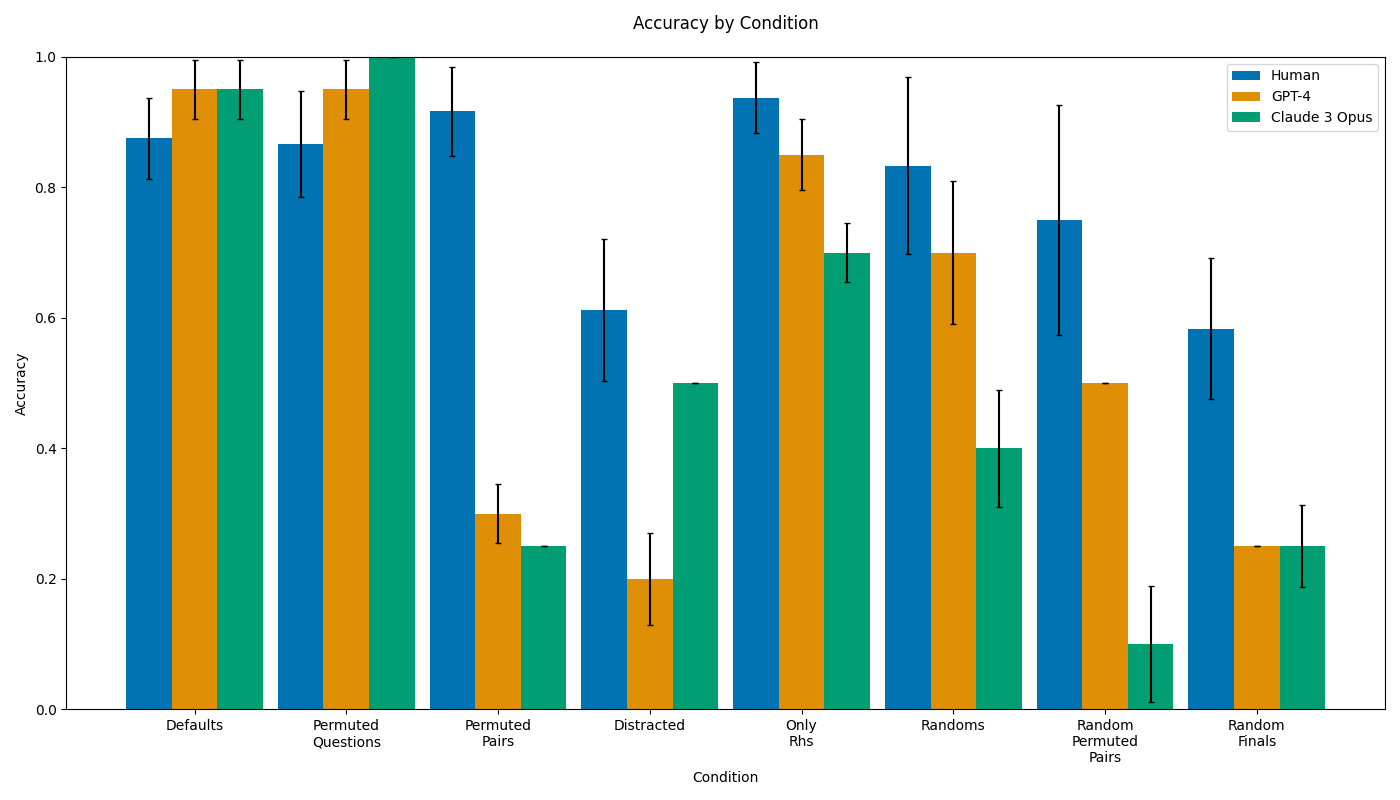 Accuracy by Condition
Human
GPT-4
Claude 3 Opus
Accuracy
1.0
0.8
0.6
0.4
0.2
0.0
Defaults
Permuted
Questions
Permuted
Pairs
Distracted
Only
Rhs
Randoms
Random
Permuted
Pairs
Random
Finals
Condition